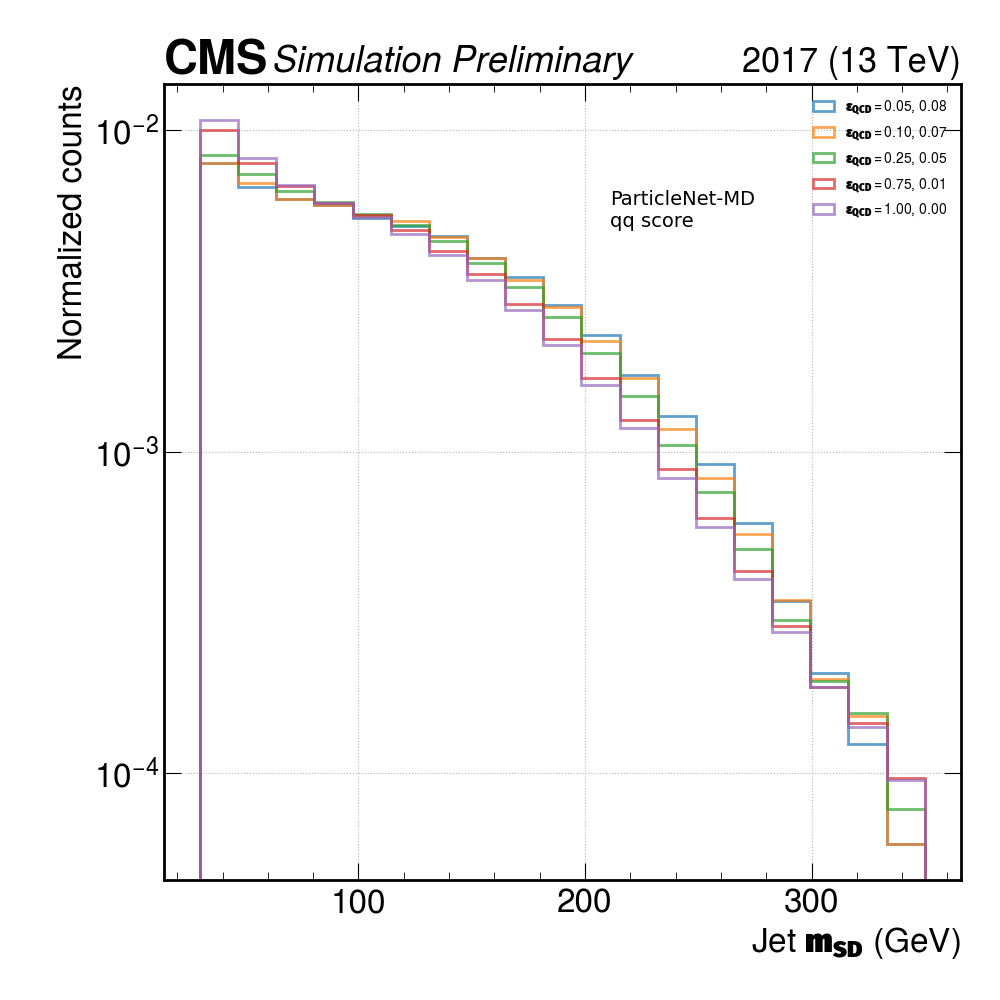 CMS Simulation Preliminary 2017 (13 TeV)
Normalized counts
10⁻²
10⁻³
10⁻⁴
ε_QCD = 0.05, 0.08
ε_QCD = 0.10, 0.07
ε_QCD = 0.25, 0.05
ε_QCD = 0.75, 0.01
ε_QCD = 1.00, 0.00
ParticleNet-MD
qq score
100 200 300
Jet m_SD (GeV)